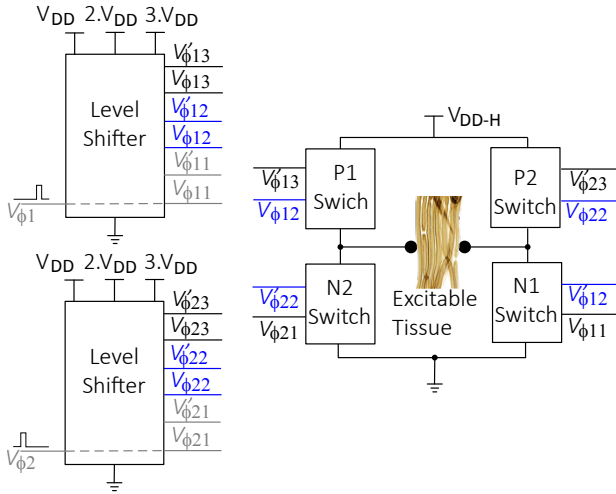 VDD 2.VDD 3.VDD
Level
Shifter
V'ϕ13
Vϕ13
V'ϕ12
Vϕ12
V'ϕ11
Vϕ11
Vϕ1
VDD 2.VDD 3.VDD
Level
Shifter
V'ϕ23
Vϕ23
V'ϕ22
Vϕ22
V'ϕ21
Vϕ21
Vϕ2
VDD-H
V'ϕ13
Vϕ12
P1
Swich
P2
Switch
V'ϕ23
Vϕ22
V'ϕ22
Vϕ21
N2
Switch
Excitable
Tissue
N1
Switch
V'ϕ12
Vϕ11